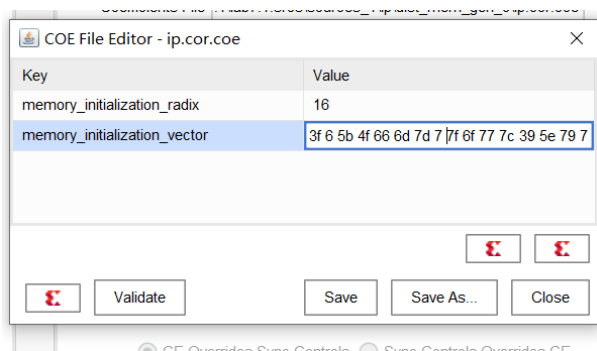 COE File Editor - ip.cor.coe
Key Value
memory_initialization_radix 16
memory_initialization_vector 3f 6 5b 4f 66 6d 7d 7 7f 6f 77 7c 39 5e 79 7
Validate Save Save As... Close